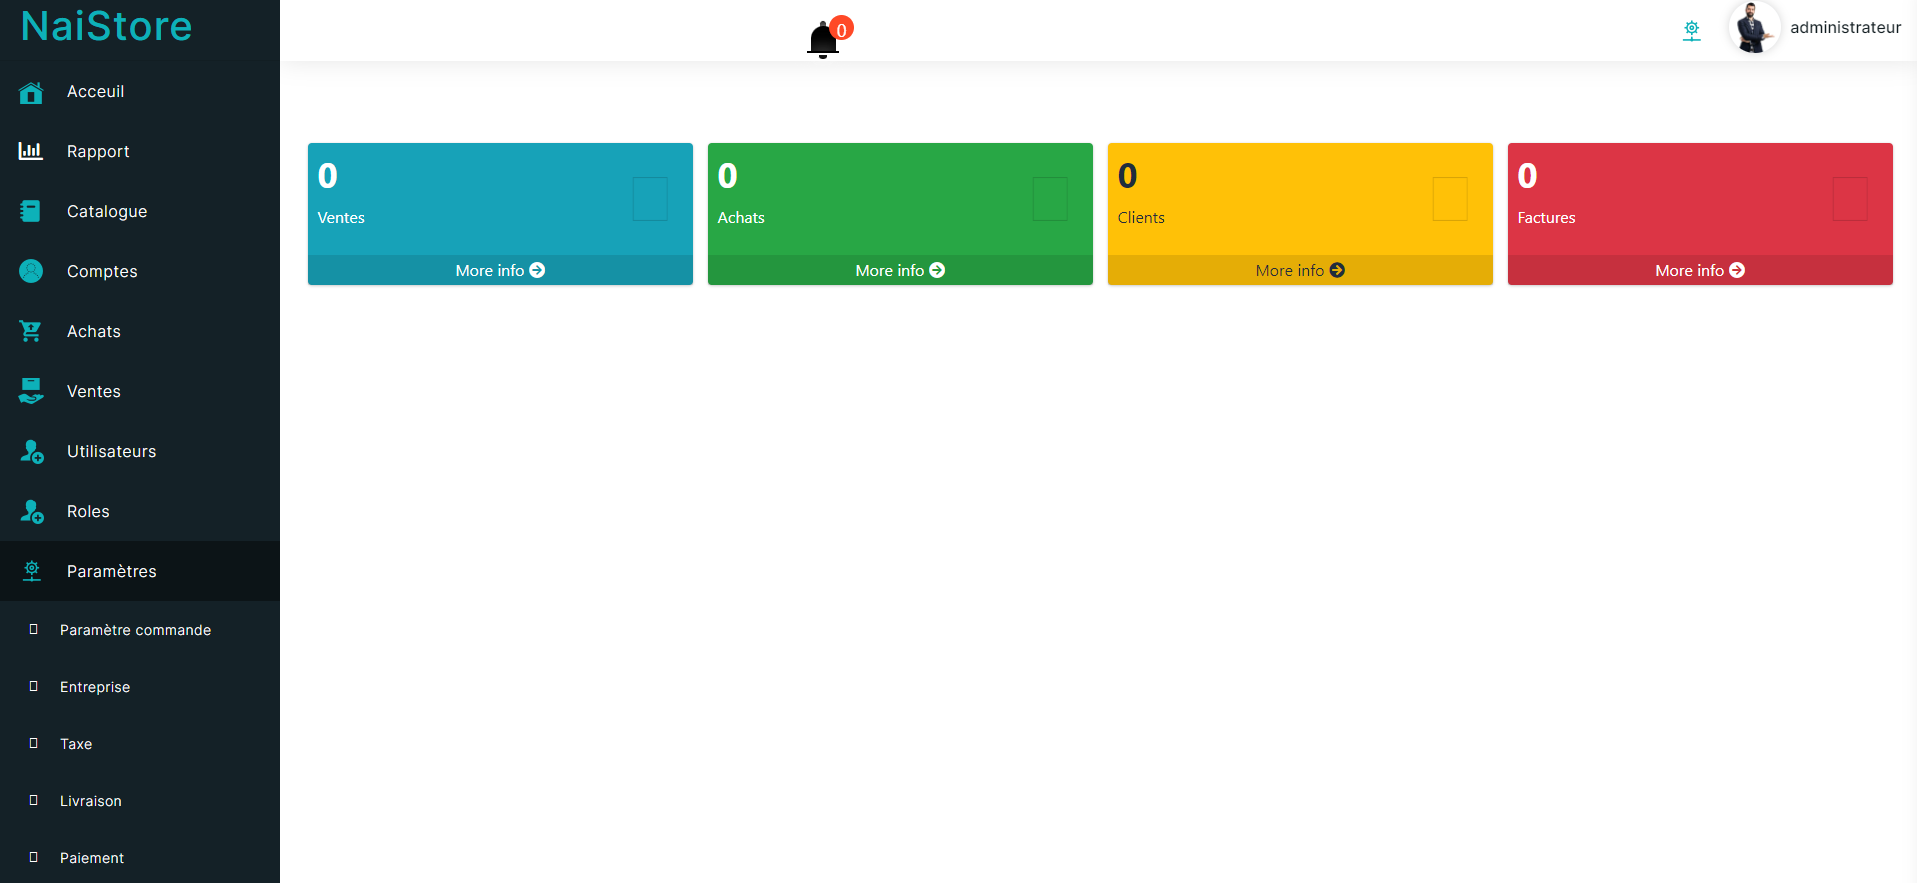 NaiStore
0
administrateur
Acceuil
Rapport
Catalogue
Comptes
Achats
Ventes
Utilisateurs
Roles
Paramètres
Paramètre commande
Entreprise
Taxe
Livraison
Paiement
0
Ventes
More info
0
Achats
More info
0
Clients
More info
0
Factures
More info